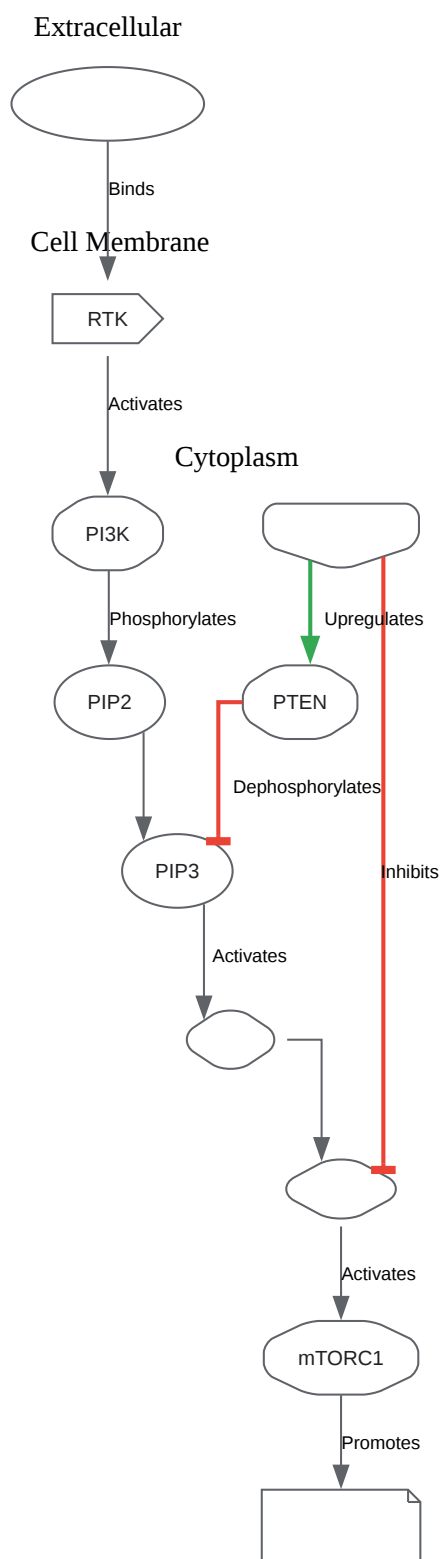 Extracellular
Binds
Cell Membrane
RTK
Activates
Cytoplasm
PI3K
Phosphorylates
Upregulates
PIP2
PTEN
Dephosphorylates
PIP3
Inhibits
Activates
Activates
mTORC1
Promotes